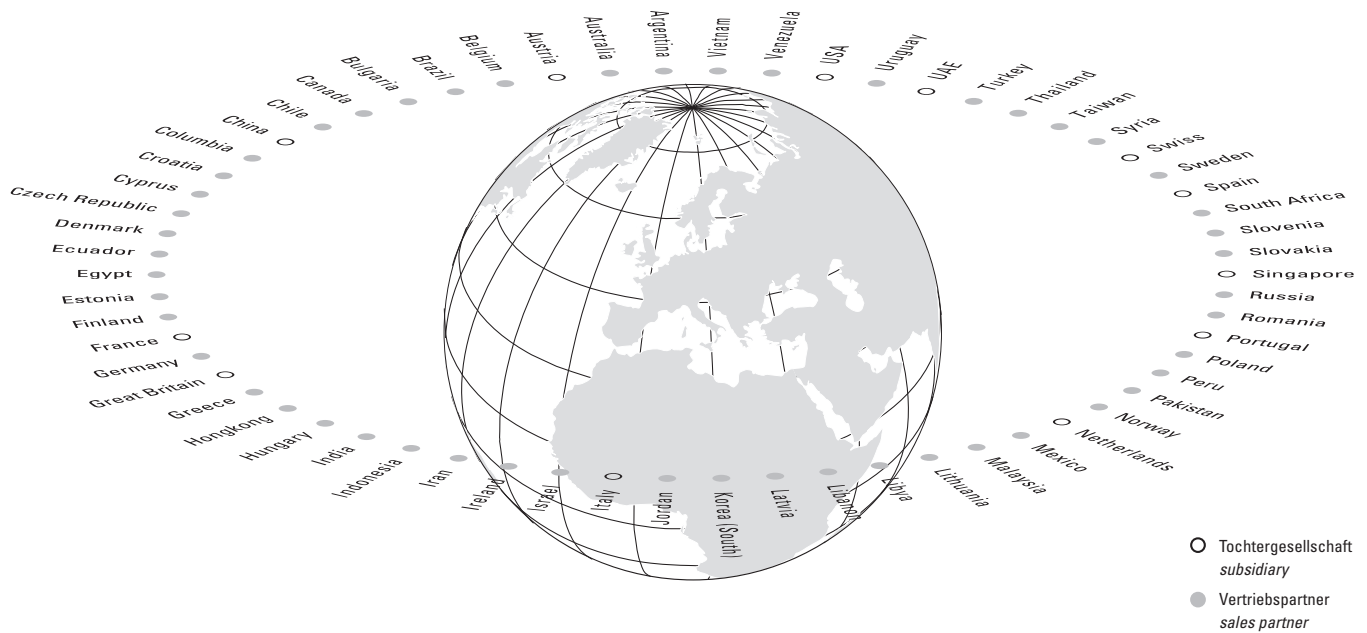 Argentina
Australia
Austria
Belgium
Brazil
Bulgaria
Canada
Chile
China
Columbia
Croatia
Cyprus
Czech Republic
Denmark
Ecuador
Egypt
Estonia
Finland
France
Germany
Great Britain
Greece
Hongkong
Hungary
India
Indonesia
Iran
Ireland
Israel
Italy
Jordan
Korea (South)
Latvia
Libanon
Libya
Lithuania
Malaysia
Mexico
Netherlands
Norway
Pakistan
Peru
Poland
Portugal
Romania
Russia
Singapore
Slovakia
Slovenia
South Africa
Spain
Sweden
Swiss
Syria
Taiwan
Thailand
Turkey
UAE
Uruguay
USA
Venezuela
Vietnam
Tochtergesellschaft
subsidiary
Vertriebspartner
sales partner